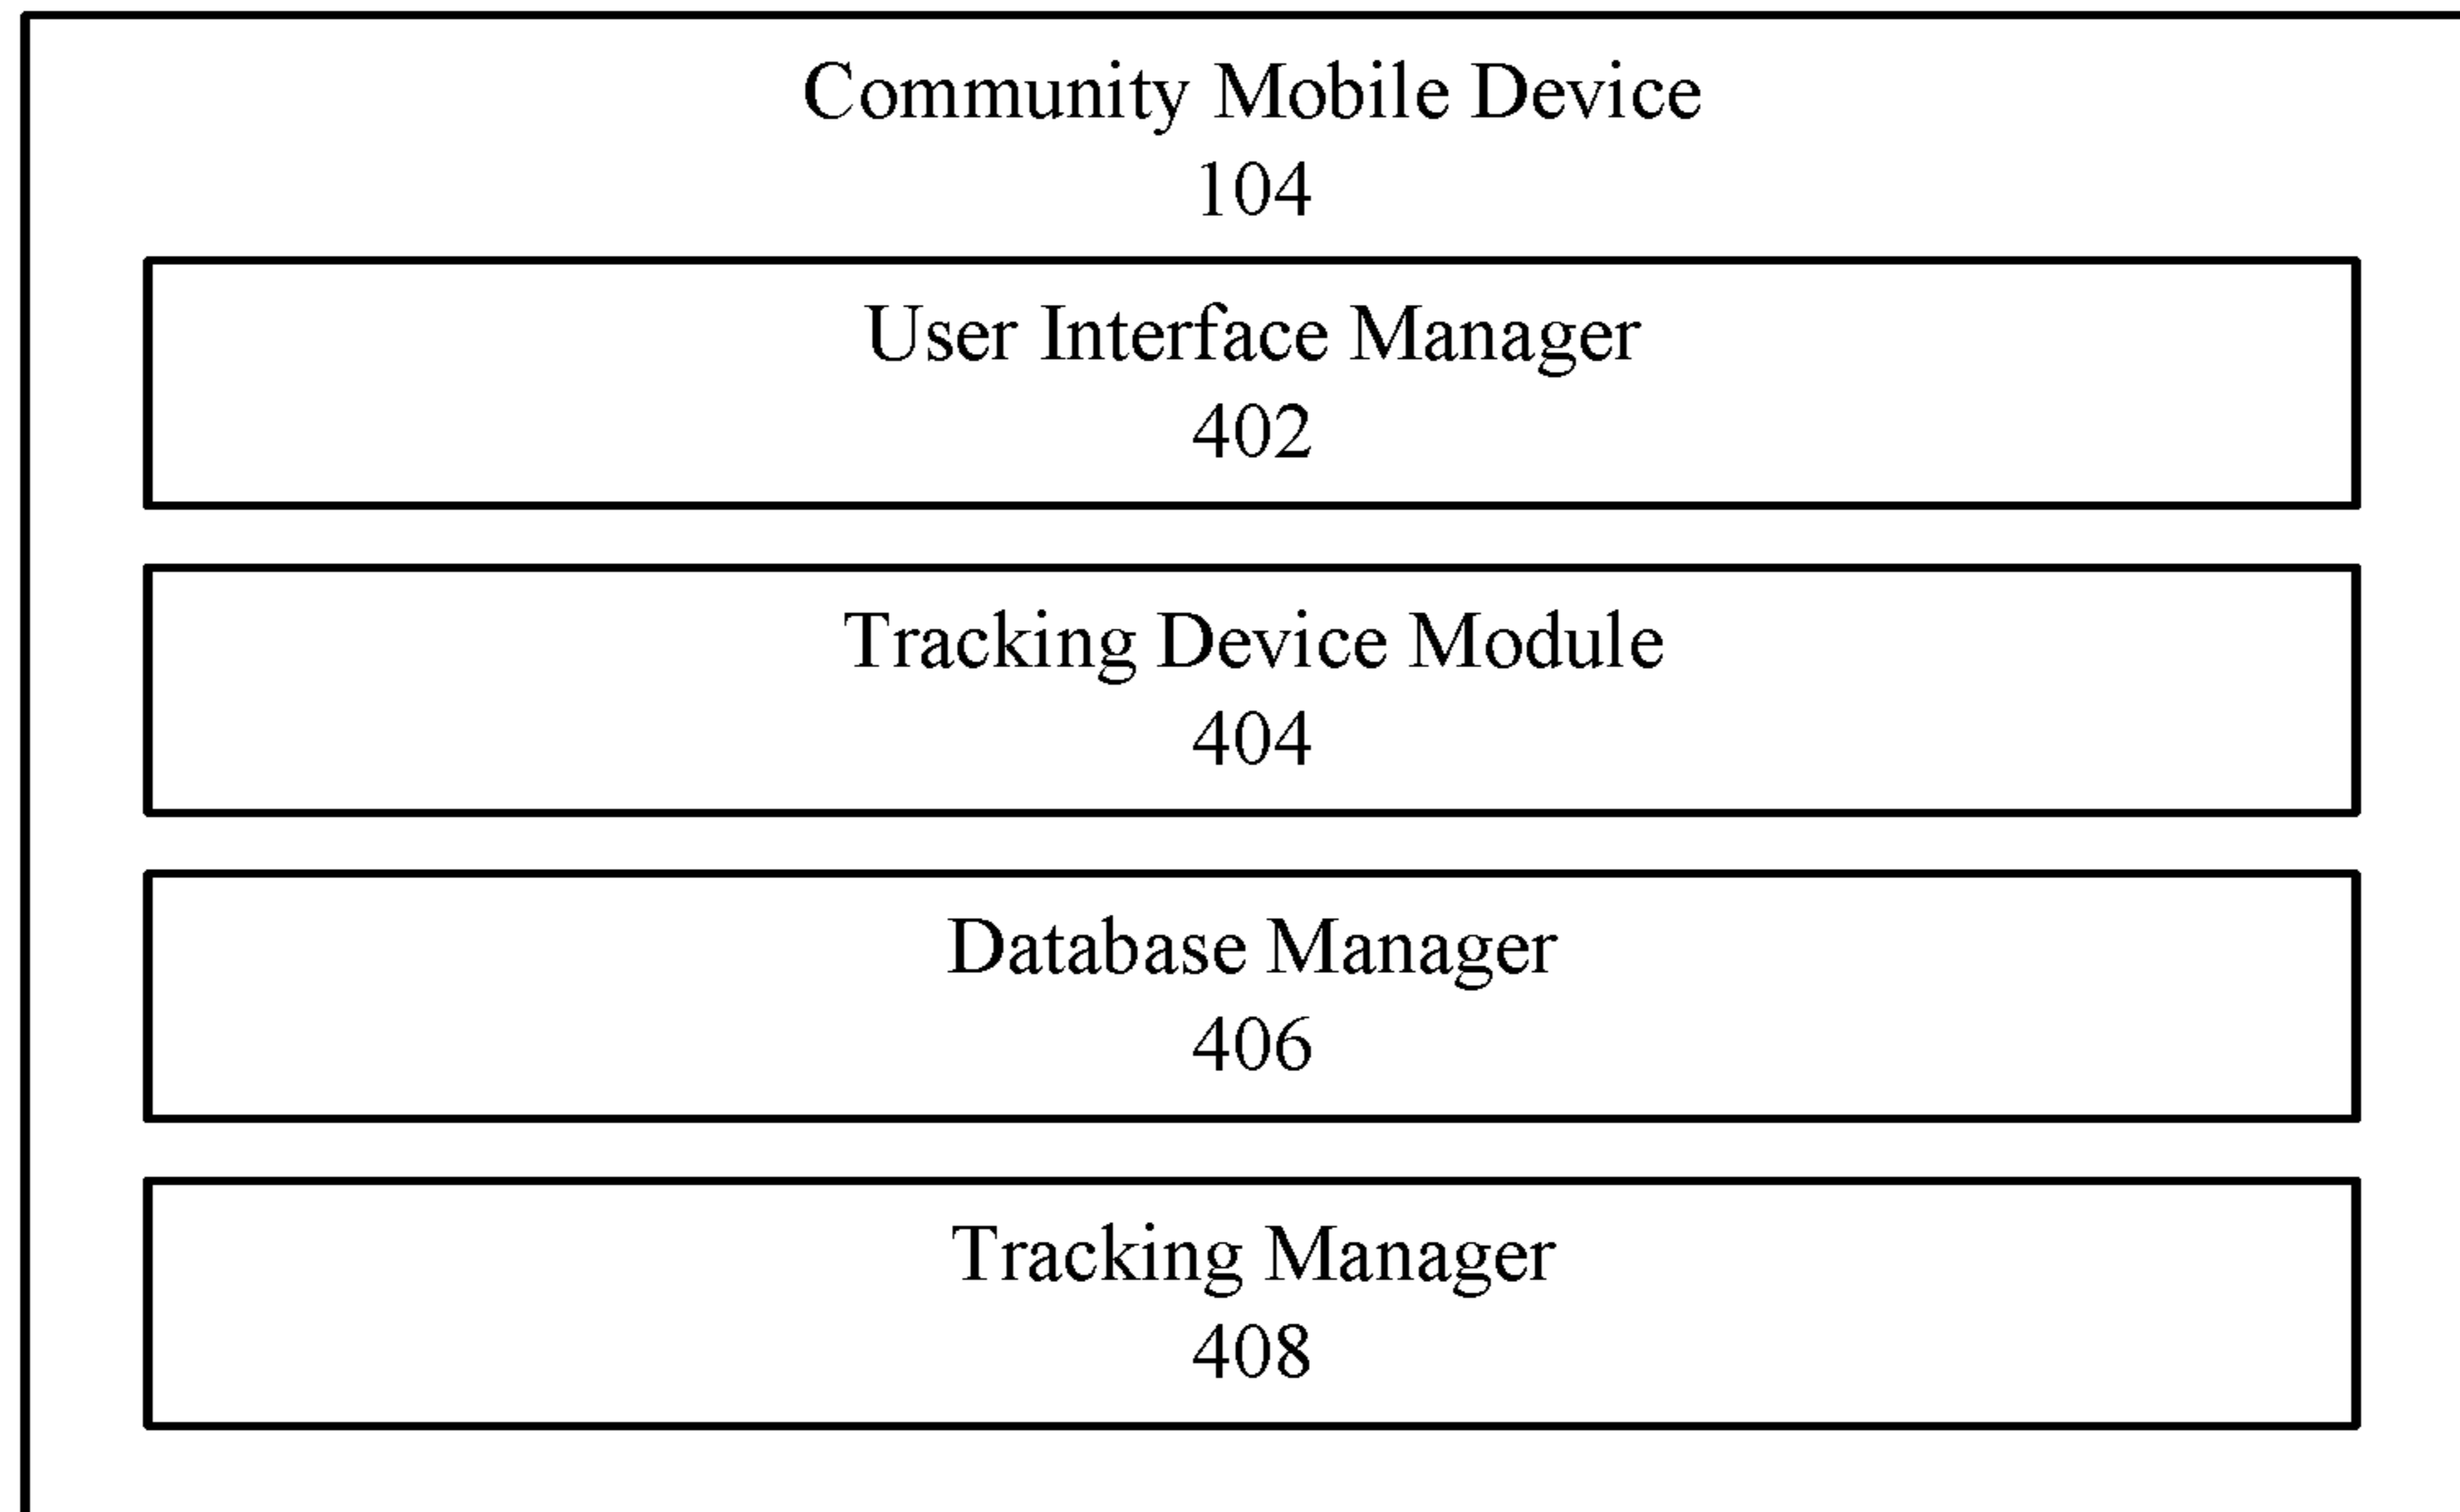 Community Mobile Device
104
User Interface Manager
402
Tracking Device Module
404
Database Manager
406
Tracking Manager
408